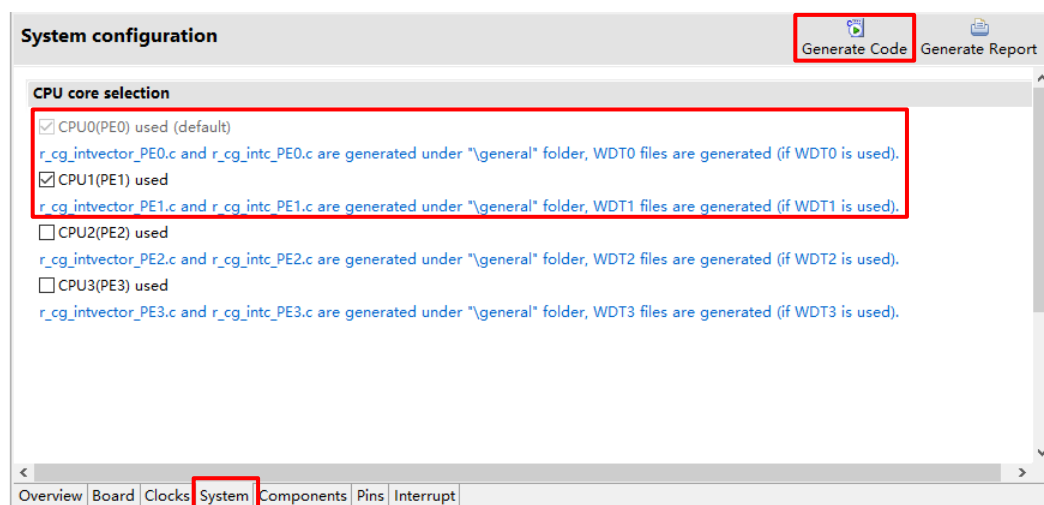 System configuration
Generate Code
Generate Report
CPU core selection
CPU0(PE0) used (default)
r_cg_intvector_PE0.c and r_cg_intc_PE0.c are generated under "\general" folder, WDT0 files are generated (if WDT0 is used).
CPU1(PE1) used
r_cg_intvector_PE1.c and r_cg_intc_PE1.c are generated under "\general" folder, WDT1 files are generated (if WDT1 is used).
CPU2(PE2) used
r_cg_intvector_PE2.c and r_cg_intc_PE2.c are generated under "\general" folder, WDT2 files are generated (if WDT2 is used).
CPU3(PE3) used
r_cg_intvector_PE3.c and r_cg_intc_PE3.c are generated under "\general" folder, WDT3 files are generated (if WDT3 is used).
Overview Board Clocks System Components Pins Interrupt